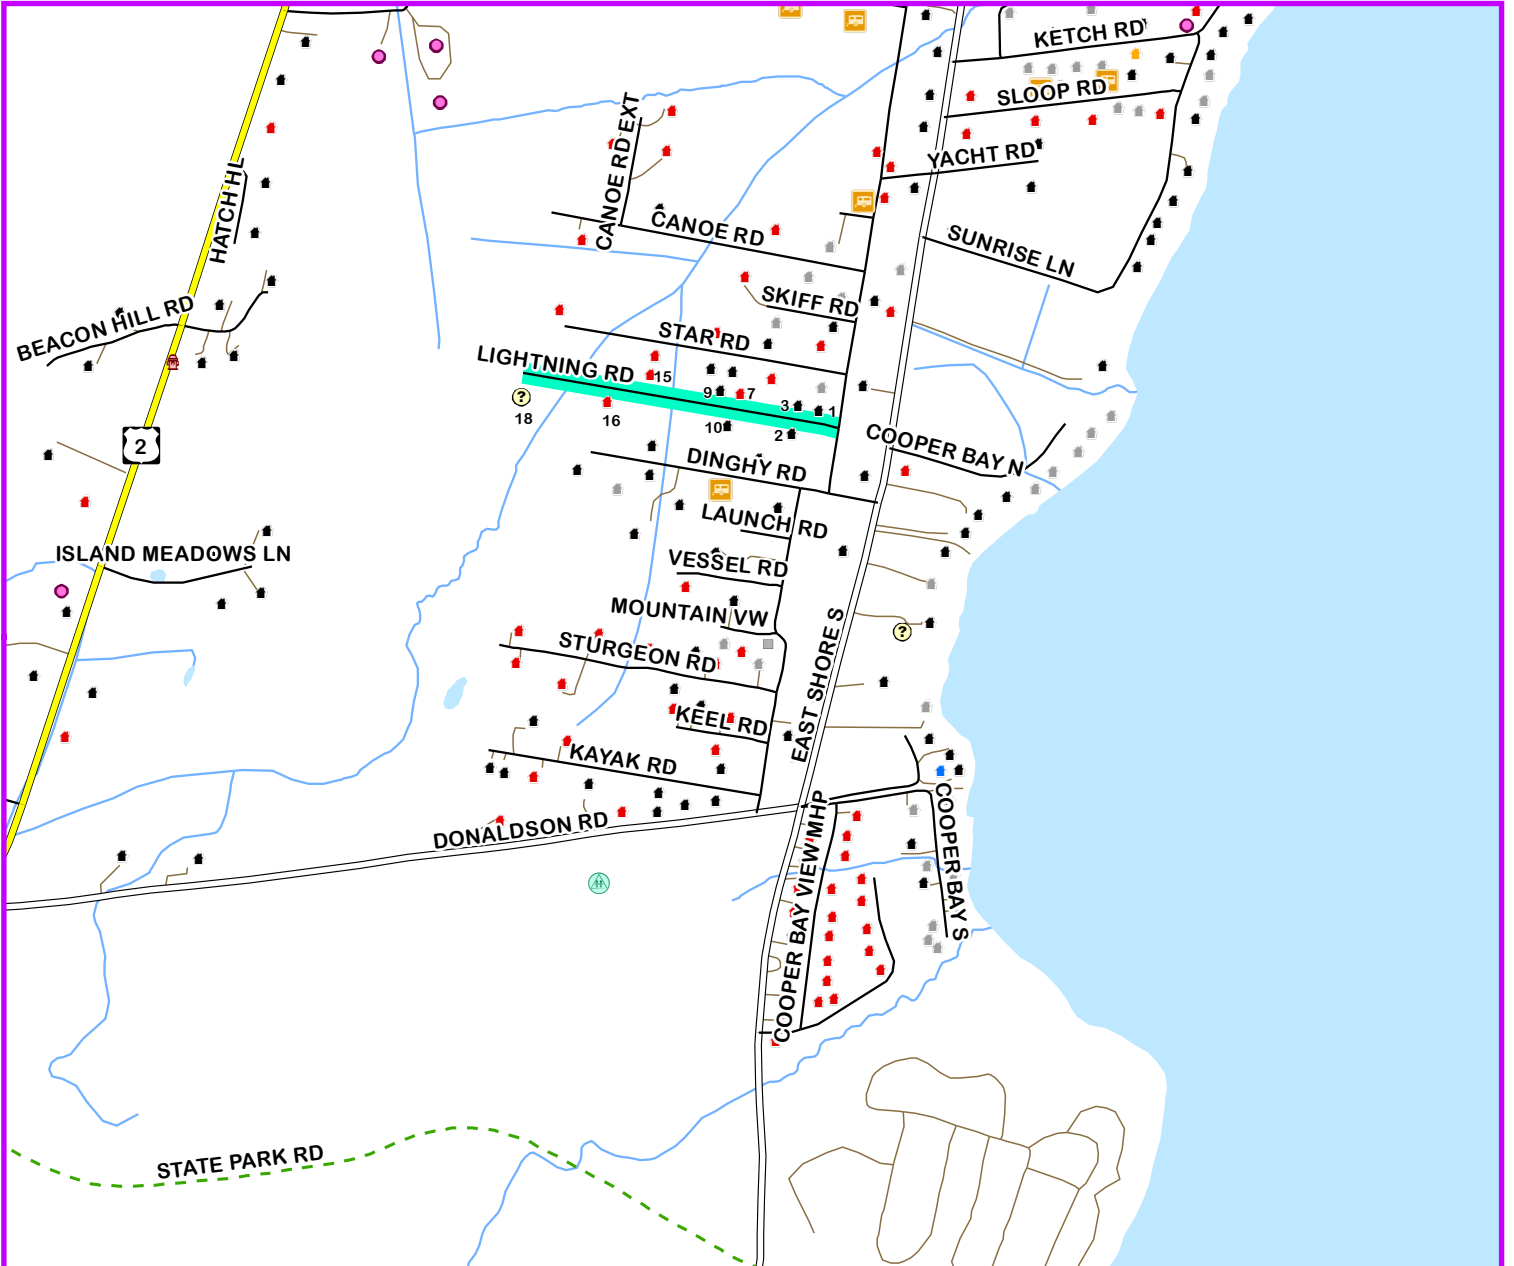 KETCH RD
SLOOP RD
CANOE RD EXT
YACHT RD
HATCH HL
CANOE RD
SUNRISE LN
SKIFF RD
BEACON HILL RD
STAR RD
LIGHTNING RD
15
9
7
3
1
?
18
16
10
2
2
COOPER BAY N
DINGHY RD
LAUNCH RD
ISLAND MEADOWS LN
VESSEL RD
MOUNTAIN VW
?
STURGEON RD
EAST SHORE S
KEEL RD
KAYAK RD
DONALDSON RD
COOPER BAY VIEW MHP
COOPER BAY S
STATE PARK RD